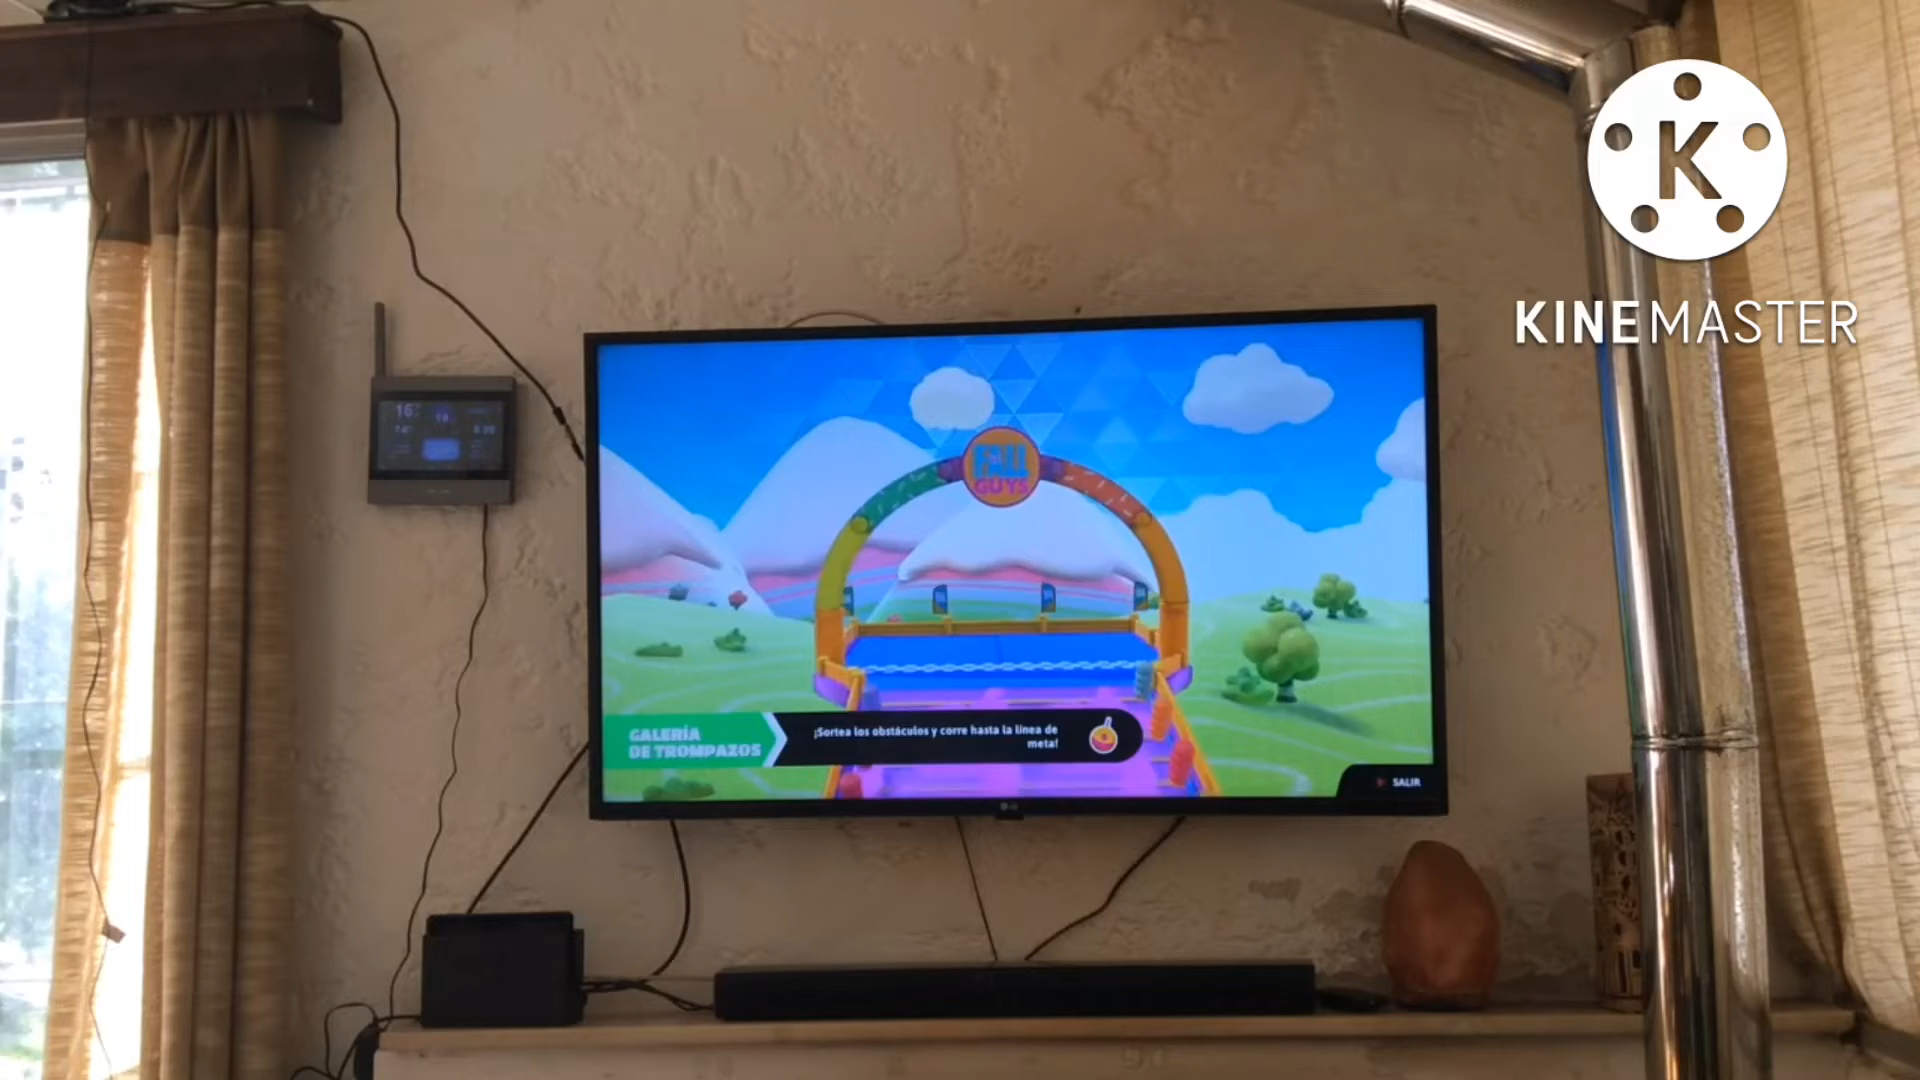 K
KINEMASTER
FALL
GUYS
GALERÍA
DE TROMPAZOS
¡Sortea los obstáculos y corre hasta la línea de
meta!
SALIR
LG